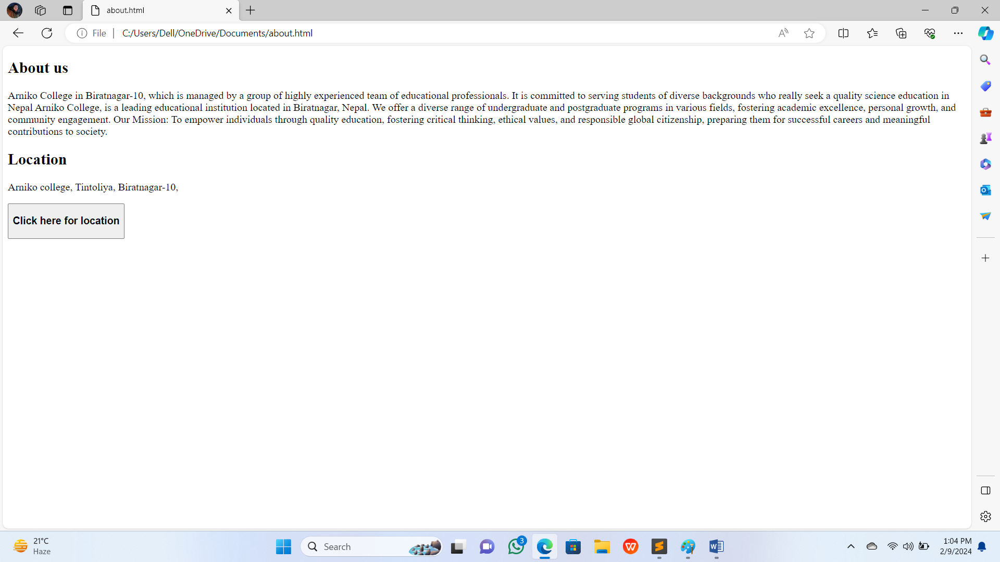 about.html
File
C:/Users/Dell/OneDrive/Documents/about.html
About us
Arniko College in Biratnagar-10, which is managed by a group of highly experienced team of educational professionals. It is committed to serving students of diverse backgrounds who really seek a quality science education in
Nepal Arniko College, is a leading educational institution located in Biratnagar, Nepal. We offer a diverse range of undergraduate and postgraduate programs in various fields, fostering academic excellence, personal growth, and
community engagement. Our Mission: To empower individuals through quality education, fostering critical thinking, ethical values, and responsible global citizenship, preparing them for successful careers and meaningful
contributions to society.
Location
Arniko college, Tintoliya, Biratnagar-10,
Click here for location
21°C
Haze
Search
3
1:04 PM
2/9/2024